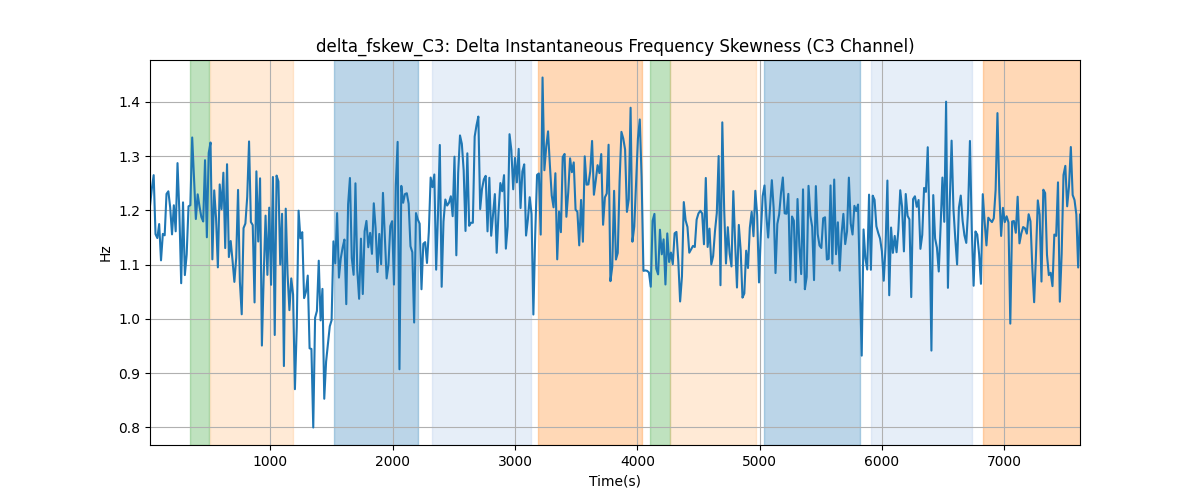 delta_fskew_C3: Delta Instantaneous Frequency Skewness (C3 Channel)
Hz
1.4
1.3
1.2
1.1
1.0
0.9
0.8
1000 2000 3000 4000 5000 6000 7000
Time(s)